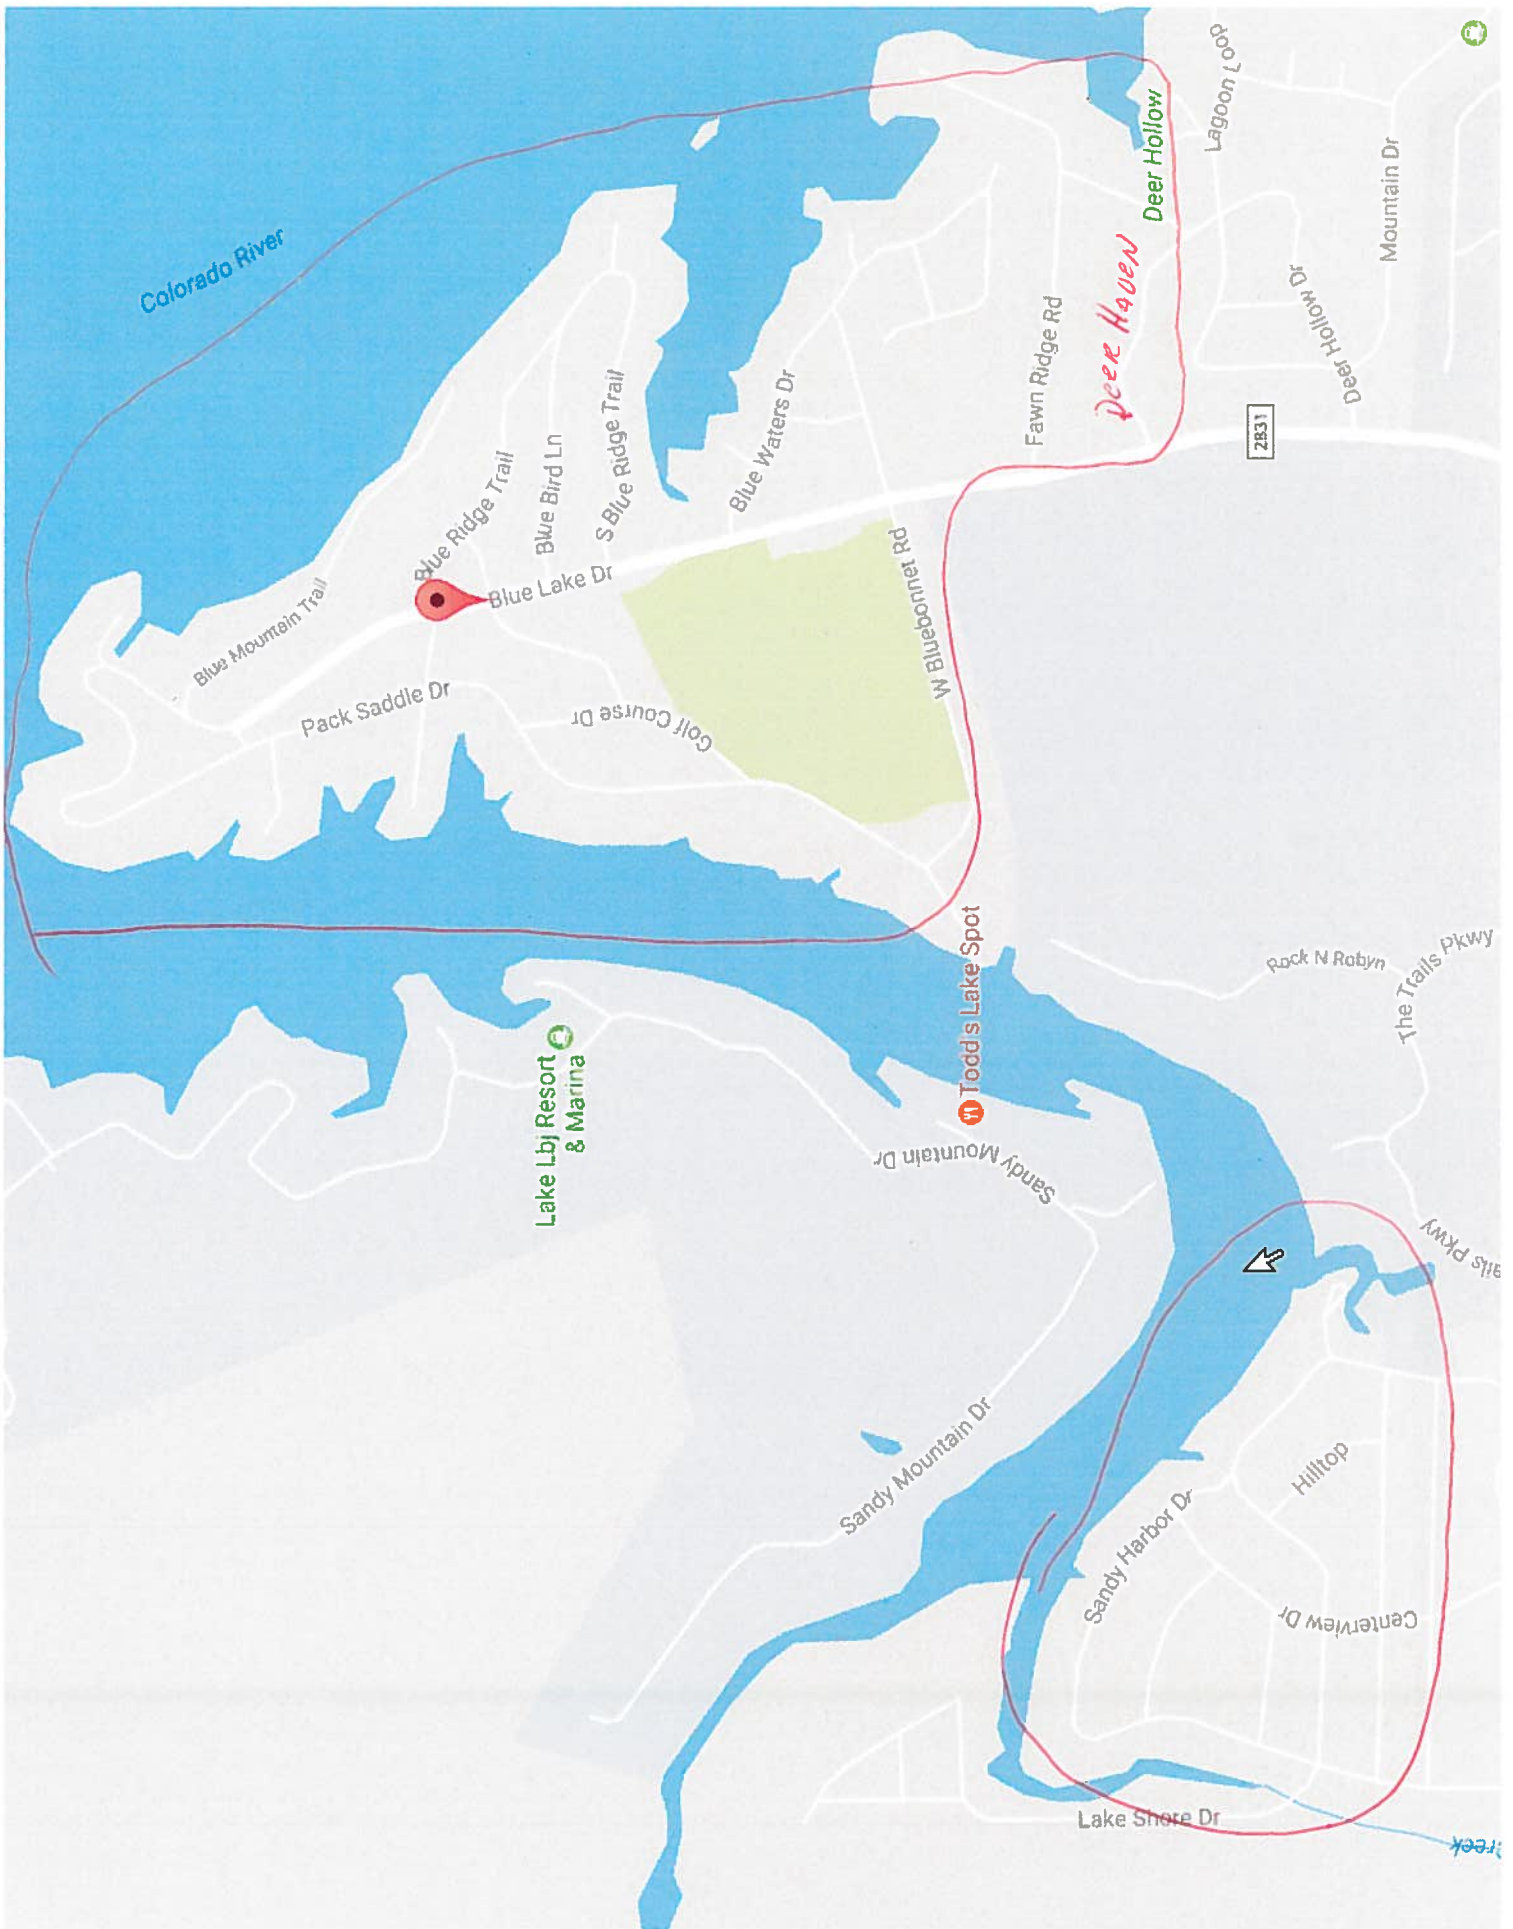 Lagoon Loop
Deer Hollow
Mountain Dr
Colorado River
DEER HAVEN
Fawn Ridge Rd
Deer Hollow Dr
2831
Blue Waters Dr
S Blue Ridge Trail
Blue Bird Ln
Blue Ridge Trail
Blue Lake Dr
Blue Mountain Trail
Pack Saddle Dr
Golf Course Dr
W Bluebonnet Rd
Todd's Lake Spot
Rock N Robyn
The Trails Pkwy
Lake Lbj Resort
& Marina
Sandy Mountain Dr
ails Pkwy
Sandy Mountain Dr
Hilltop
Sandy Harbor Dr
Centerview Dr
Lake Shore Dr
reek